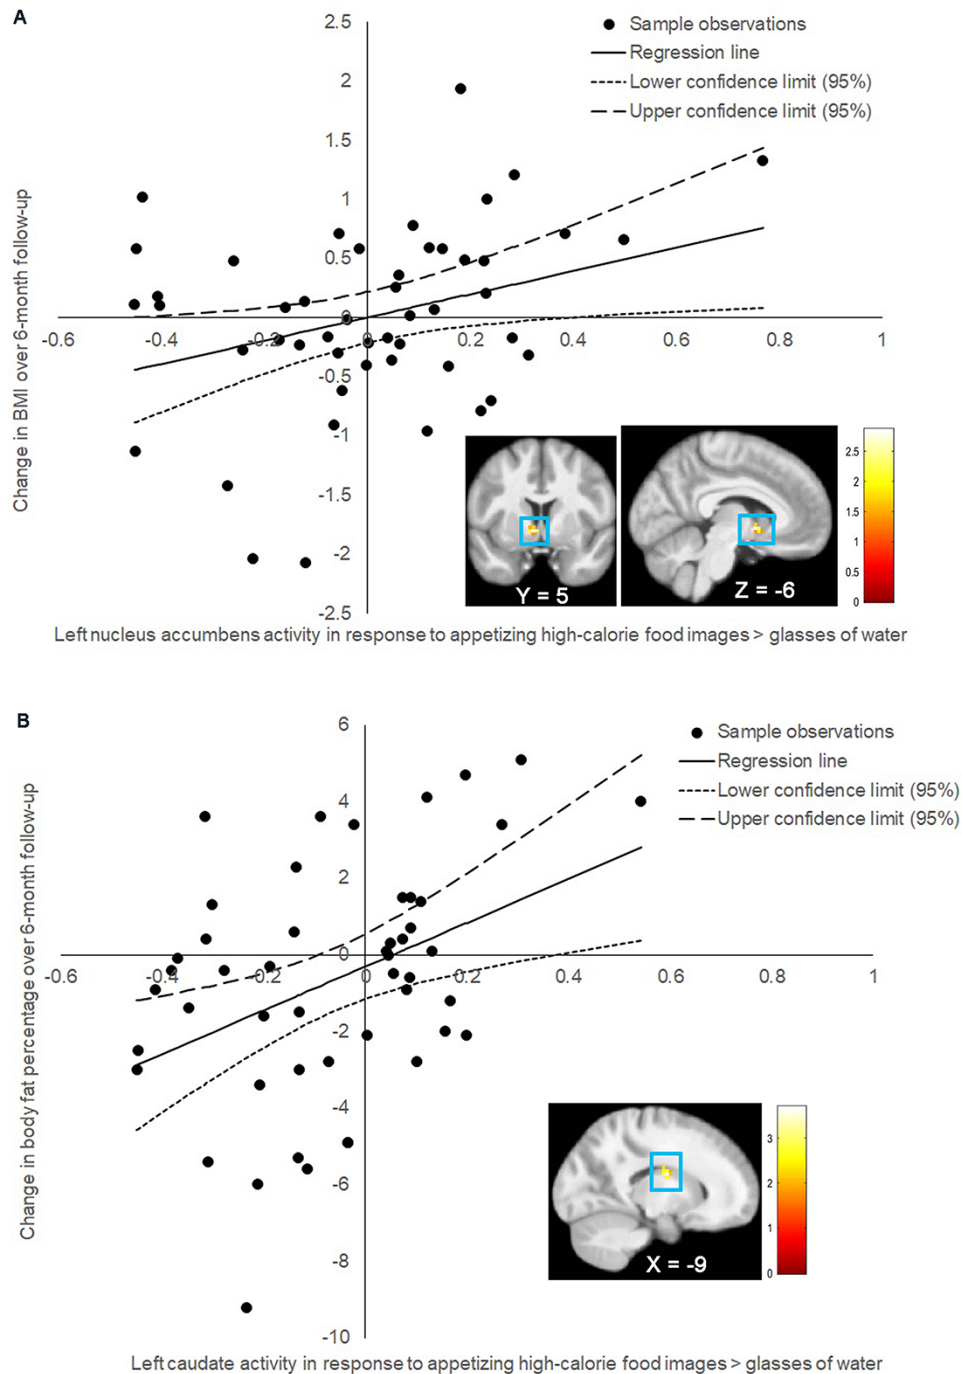 A
2.5
Sample observations
Regression line
2
Lower confidence limit (95%)
Upper confidence limit (95%)
1.5
1
0.5
0
-0.6
-0.4
-0.2
0
0.2
0.4
0.6
0.8
1
-0.5
-1
-1.5
-2
-2.5
Change in BMI over 6-month follow-up
2.5
2
1.5
1
0.5
0
Y = 5
Z = -6
Left nucleus accumbens activity in response to appetizing high-calorie food images > glasses of water
B
6
Sample observations
Regression line
4
Lower confidence limit (95%)
Upper confidence limit (95%)
2
0
-0.6
-0.4
-0.2
0
0.2
0.4
0.6
0.8
1
-2
-4
-6
-8
-10
Change in body fat percentage over 6-month follow-up
3
2
1
0
X = -9
Left caudate activity in response to appetizing high-calorie food images > glasses of water